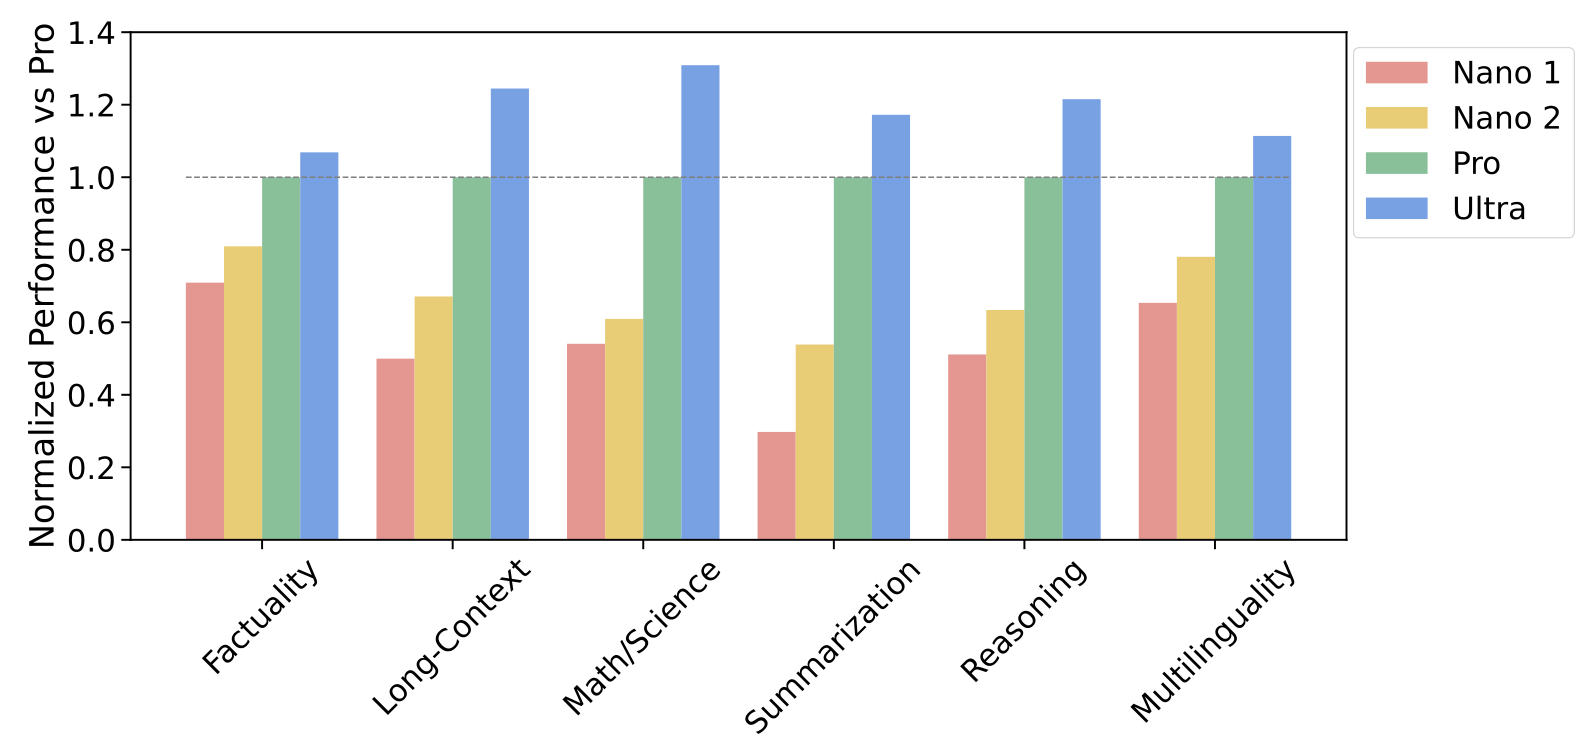 Normalized Performance vs Pro
1.4
1.2
1.0
0.8
0.6
0.4
0.2
0.0
Factuality
Long-Context
Math/Science
Summarization
Reasoning
Multilinguality
Nano 1
Nano 2
Pro
Ultra